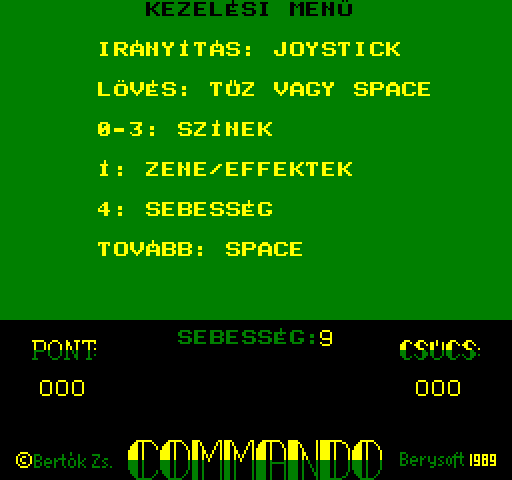 KEZELÉSI MENÜ
IRÁNYÍTÁS: JOYSTICK
LÖVÉS: TŰZ VAGY SPACE
0-3: SZÍNEK
Í: ZENE/EFFEKTEK
4: SEBESSÉG
TOVÁBB: SPACE
SEBESSÉG:9
PONT: CSÚCS:
000 000
©Bertók Zs. COMMANDO Berysoft 1989